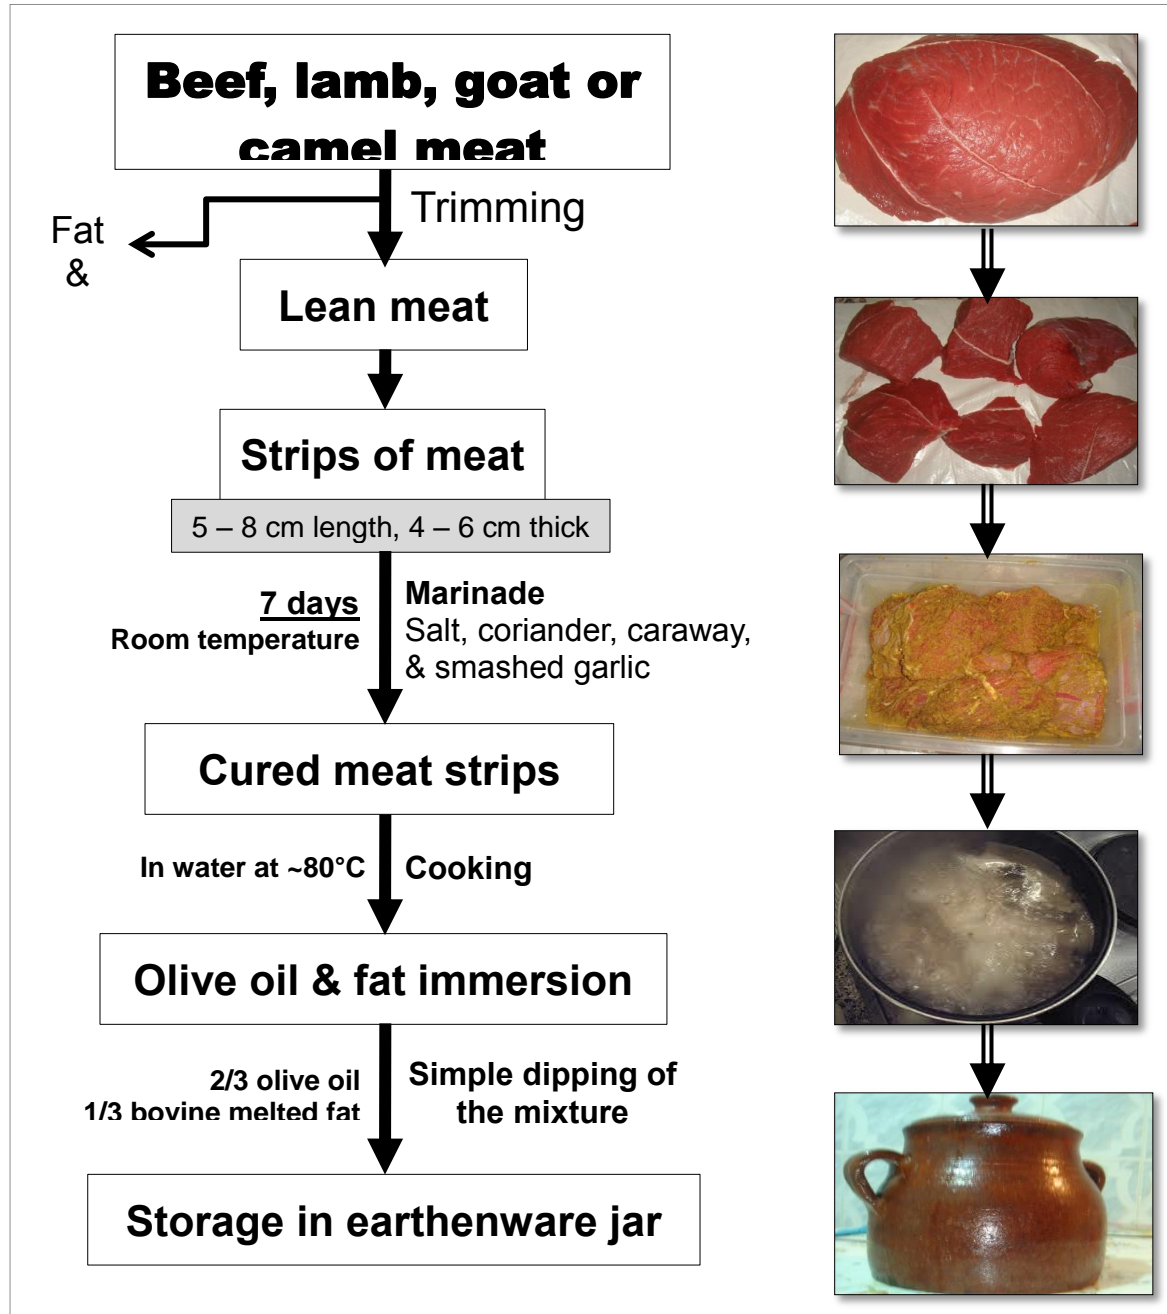 Beef, lamb, goat or
camel meat
Trimming
Fat
&
Lean meat
Strips of meat
5 – 8 cm length, 4 – 6 cm thick
7 days
Room temperature
Marinade
Salt, coriander, caraway,
& smashed garlic
Cured meat strips
In water at ~80°C
Cooking
Olive oil & fat immersion
2/3 olive oil
1/3 bovine melted fat
Simple dipping of
the mixture
Storage in earthenware jar